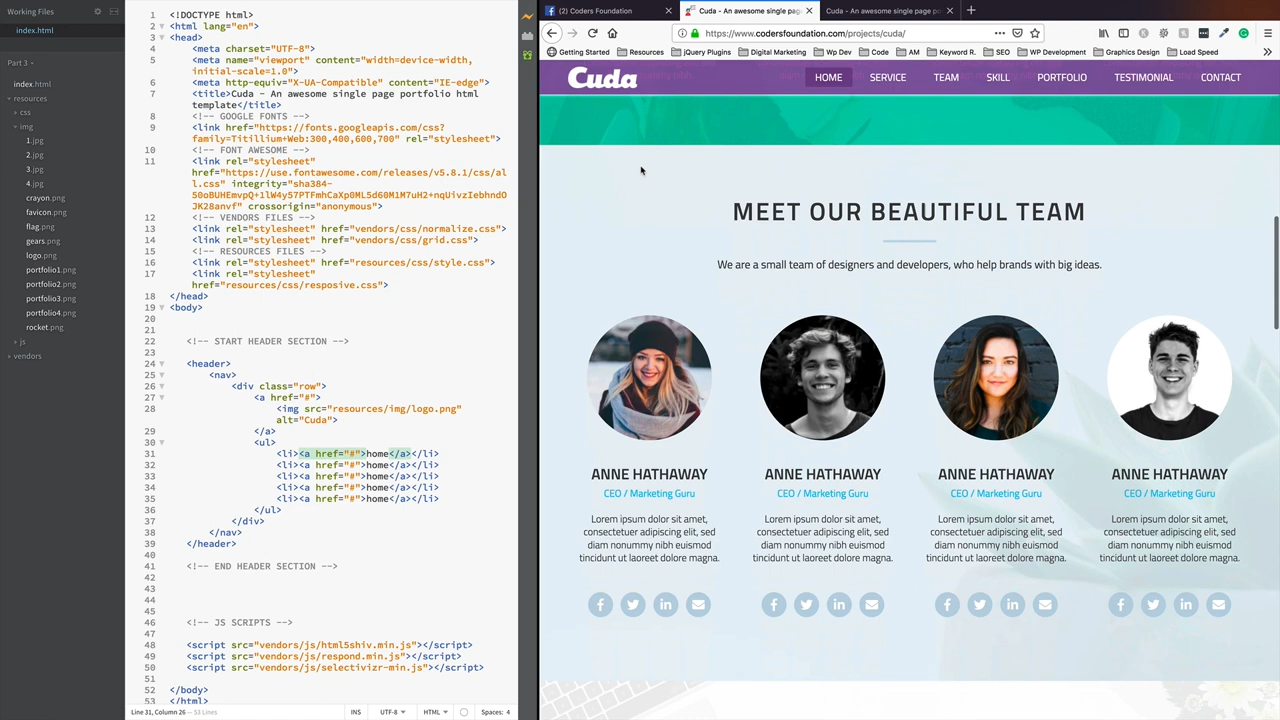 Working Files
index.html
Part 3
index.html
resources
css
img
1.jpg
2.jpg
3.jpg
4.jpg
crayon.png
favicon.png
flag.png
gears.png
logo.png
portfolio1.png
portfolio2.png
portfolio3.png
portfolio4.png
rocket.png
js
vendors
1 <!DOCTYPE html>
2 <html lang="en">
3 <head>
4 <meta charset="UTF-8">
5 <meta name="viewport" content="width=device-width,
initial-scale=1.0">
6 <meta http-equiv="X-UA-Compatible" content="IE-edge">
7 <title>Cuda - An awesome single page portfolio html
template</title>
8 <!-- GOOGLE FONTS -->
9 <link href="https://fonts.googleapis.com/css?
family=Titillium+Web:300,400,600,700" rel="stylesheet">
10 <!-- FONT AWESOME -->
11 <link rel="stylesheet"
href="https://use.fontawesome.com/releases/v5.8.1/css/al
l.css" integrity="sha384-
50oBUHEmvpQ+1lW4y57PTFmhCaXp0ML5d60M1M7uH2+nqUivzIebhndO
JK28anvf" crossorigin="anonymous">
12 <!-- VENDORS FILES -->
13 <link rel="stylesheet" href="vendors/css/normalize.css">
14 <link rel="stylesheet" href="vendors/css/grid.css">
15 <!-- RESOURCES FILES -->
16 <link rel="stylesheet" href="resources/css/style.css">
17 <link rel="stylesheet"
href="resources/css/resposive.css">
18 </head>
19 <body>
20
21
22 <!-- START HEADER SECTION -->
23
24 <header>
25 <nav>
26 <div class="row">
27 <a href="#">
28 <img src="resources/img/logo.png"
alt="Cuda">
29 </a>
30 <ul>
31 <li><a href="#">home</a></li>
32 <li><a href="#">home</a></li>
33 <li><a href="#">home</a></li>
34 <li><a href="#">home</a></li>
35 <li><a href="#">home</a></li>
36 </ul>
37 </div>
38 </nav>
39 </header>
40
41 <!-- END HEADER SECTION -->
42
43
44
45
46 <!-- JS SCRIPTS -->
47
48 <script src="vendors/js/html5shiv.min.js"></script>
49 <script src="vendors/js/respond.min.js"></script>
50 <script src="vendors/js/selectivizr-min.js"></script>
51
52 </body>
53 </html>
Line 31, Column 26 — 53 Lines
INS UTF-8 HTML Spaces: 4
(2) Coders Foundation
Cuda - An awesome single page
Cuda - An awesome single page po
https://www.codersfoundation.com/projects/cuda/
Getting Started Resources jQuery Plugins Digital Marketing Wp Dev Code AM Keyword R. SEO WP Development Graphics Design Load Speed
Cuda HOME SERVICE TEAM SKILL PORTFOLIO TESTIMONIAL CONTACT
MEET OUR BEAUTIFUL TEAM
We are a small team of designers and developers, who help brands with big ideas.
ANNE HATHAWAY ANNE HATHAWAY ANNE HATHAWAY ANNE HATHAWAY
CEO / Marketing Guru CEO / Marketing Guru CEO / Marketing Guru CEO / Marketing Guru
Lorem ipsum dolor sit amet, Lorem ipsum dolor sit amet, Lorem ipsum dolor sit amet, Lorem ipsum dolor sit amet,
consectetuer adipiscing elit, sed consectetuer adipiscing elit, sed consectetuer adipiscing elit, sed consectetuer adipiscing elit, sed
diam nonummy nibh euismod diam nonummy nibh euismod diam nonummy nibh euismod diam nonummy nibh euismod
tincidunt ut laoreet dolore magna. tincidunt ut laoreet dolore magna. tincidunt ut laoreet dolore magna. tincidunt ut laoreet dolore magna.